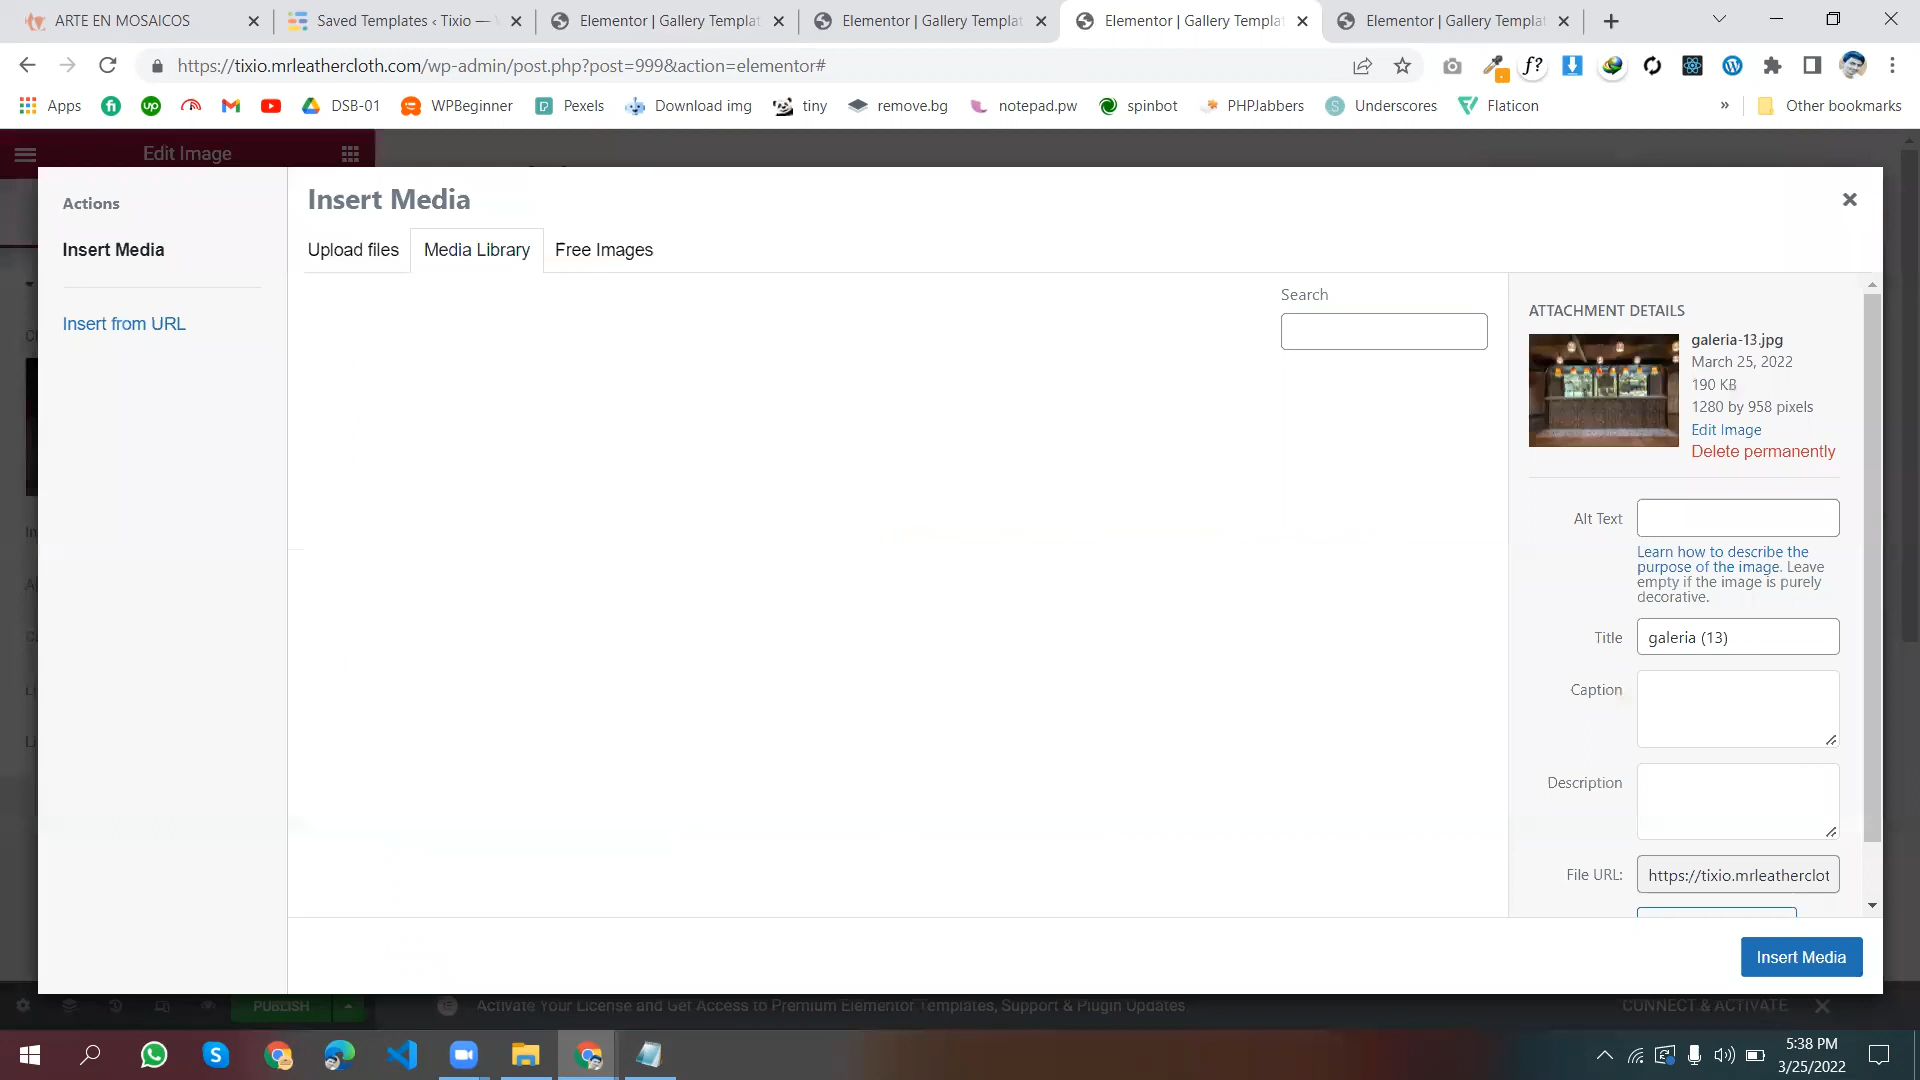 ARTE EN MOSAICOS
Saved Templates ‹ Tixio —
Elementor | Gallery Templat
Elementor | Gallery Templat
Elementor | Gallery Templat
Elementor | Gallery Templat
https://tixio.mrleathercloth.com/wp-admin/post.php?post=999&action=elementor#
f?
Apps
fi
up
DSB-01
WPBeginner
Pexels
Download img
tiny
remove.bg
notepad.pw
spinbot
PHPJabbers
Underscores
Flaticon
»
Other bookmarks
Edit Image
Actions
Insert Media
Insert from URL
Insert Media
Upload files
Media Library
Free Images
Search
ATTACHMENT DETAILS
galeria-13.jpg
March 25, 2022
190 KB
1280 by 958 pixels
Edit Image
Delete permanently
Alt Text
Learn how to describe the
purpose of the image. Leave
empty if the image is purely
decorative.
Title
galeria (13)
Caption
Description
File URL:
https://tixio.mrleatherclot
Insert Media
PUBLISH
Activate Your License and Get Access to Premium Elementor Templates, Support & Plugin Updates
CONNECT & ACTIVATE
5:38 PM
3/25/2022